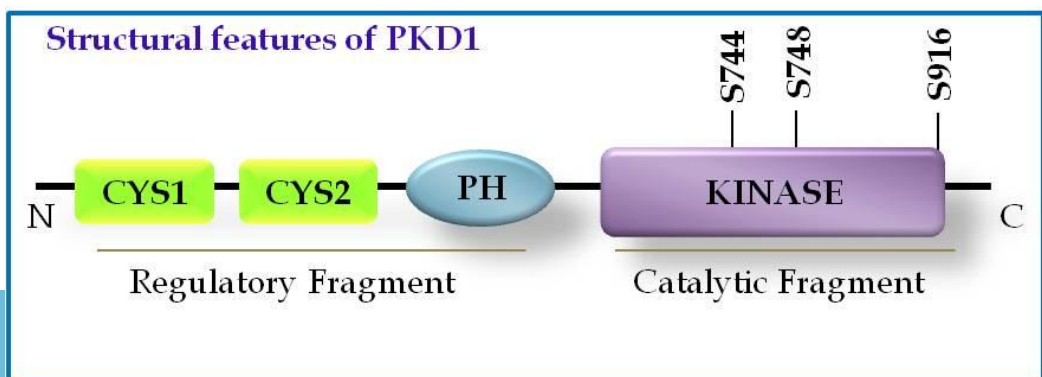 Structural features of PKD1
S744
S748
S916
CYS1
CYS2
PH
KINASE
N
C
Regulatory Fragment
Catalytic Fragment